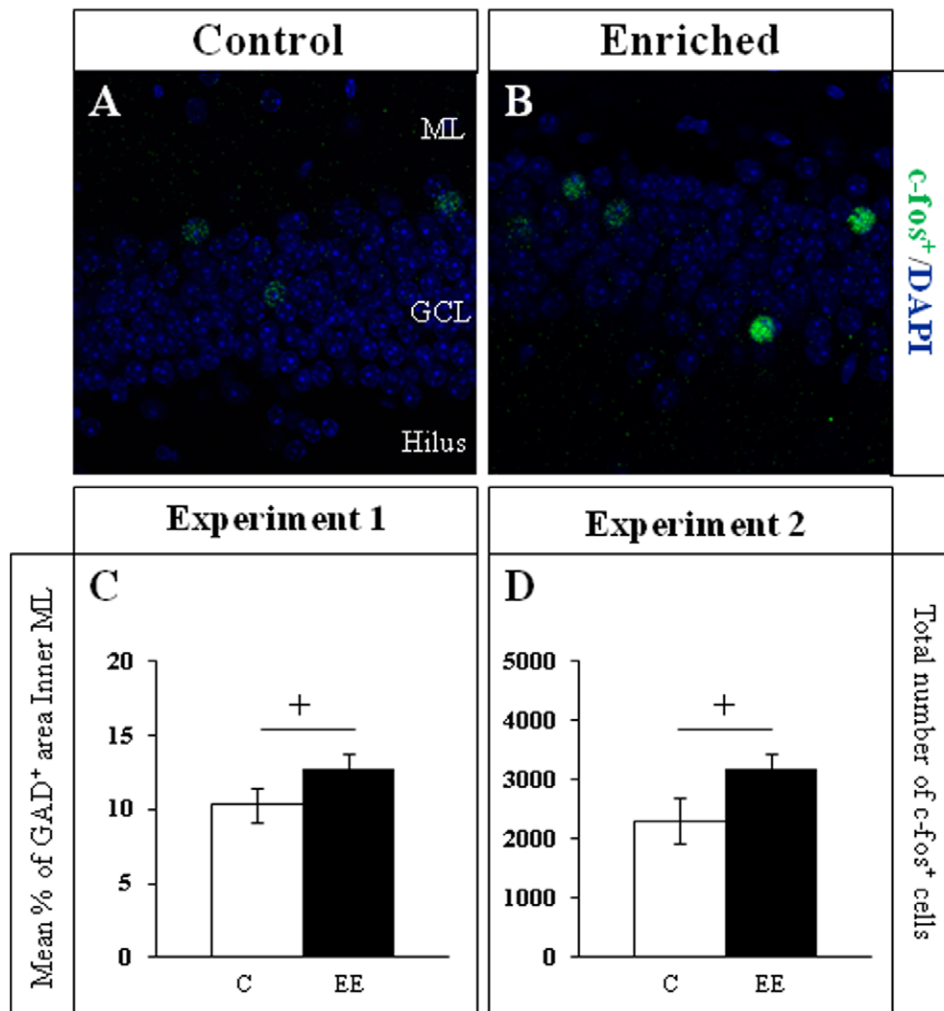 Control
Enriched
A
ML
GCL
Hilus
B
c-fos⁺/DAPI
Experiment 1
Experiment 2
Mean % of GAD⁺ area Inner ML
C
20
15
10
5
0
+
C
EE
D
5000
4000
3000
2000
1000
0
+
C
EE
Total number of c-fos⁺ cells